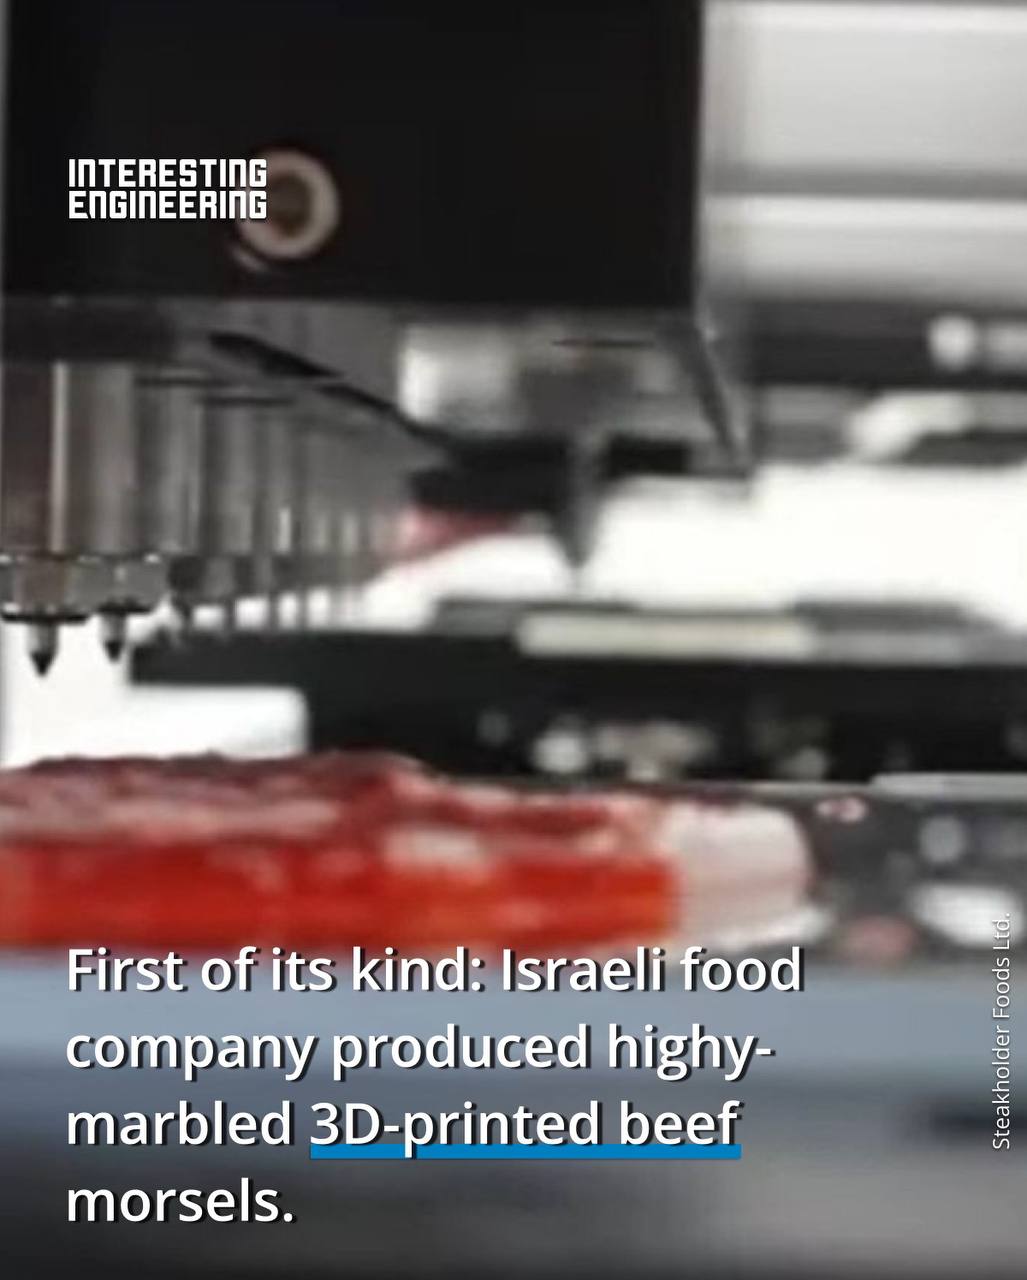 INTERESTING
ENGINEERING
First of its kind: Israeli food
company produced highy-
marbled 3D-printed beef
morsels.
Steakholder Foods Ltd.